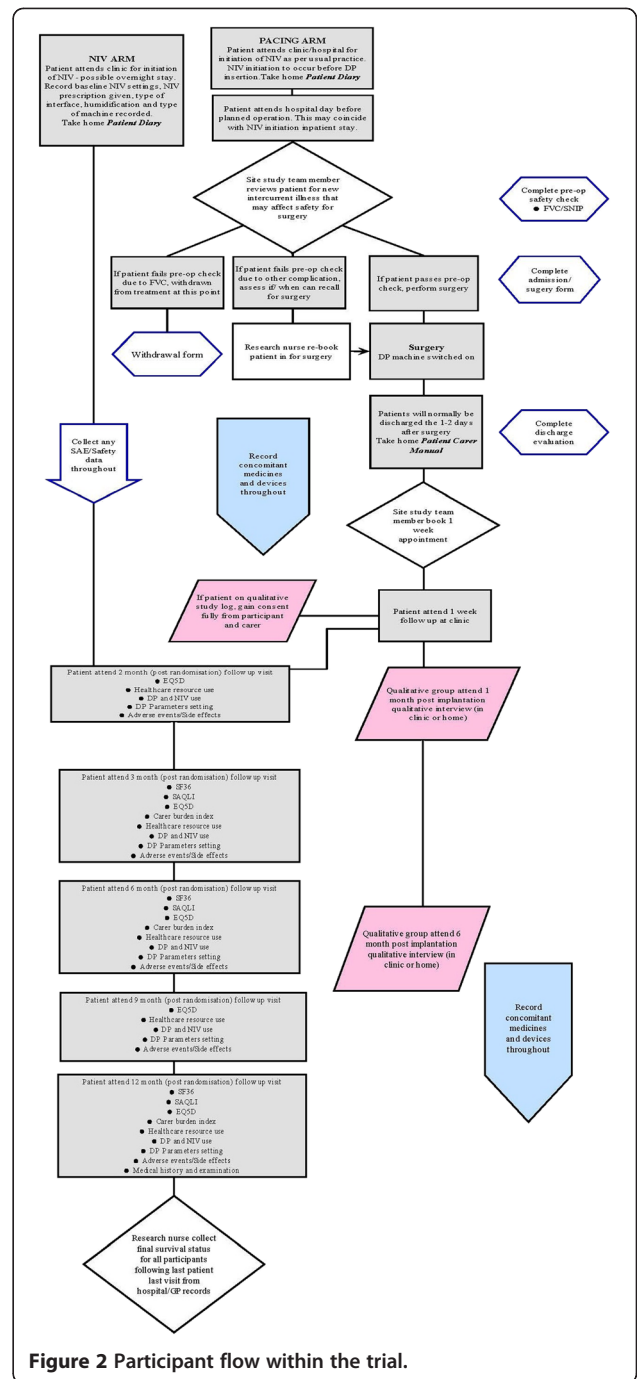 NIV ARM
Patient attends clinic for initiation
of NIV - possible overnight stay.
Record baseline NIV settings, NIV
prescription given, type of
interface, humidification and type
of machine recorded.
Take home Patient Diary
PACING ARM
Patient attends clinic/hospital for
initiation of NIV as per usual practice.
NIV initiation to occur before DP
insertion.Take home Patient Diary
Patient attends hospital day before
planned operation. This may
coincide with NIV initiation inpatient stay.
Site study team member
reviews patient for new
intercurrent illness that
may affect safety for
surgery
Complete pre-op
safety check
● FVC/SNIP
If patient fails pre-op check
due to FVC, withdrawn
from treatment at this point
If patient fails pre-op check
due to other complication,
assess if/ when can recall
for surgery
If patient passes pre-op
check, perform surgery
Complete
admission/
sugery form
Withdrawal form
Research nurse re-book
patient in for surgery
Surgery
DP machine switched on
Collect any
SAE/Safety
data
throughout
Record
concomitant
medicines
and devices
throughout
Patients will normally be
discharged the 1-2 days
after surgery
Take home Patient Carer
Manual
Complete
discharge
evaluation
Site study team
member book 1
week
appointment
If patient on qualitative
study log, gain consent
fully from participant
and carer
Patient attend 1 week
follow up at clinic
Patient attend 2 month (post randomisation) follow up visit
● EQ5D
● Healthcare resource use
● DP and NIV use
● DP Parameters setting
● Adverse events/Side effects
Qualitative group attend 1
month post implantation
qualitative interview (in
clinic or home)
Patient attend 3 month (post randomisation) follow up visit
● SF36
● SAQLI
● EQ5D
● Carer burden index
● Healthcare resource use
● DP and NIV use
● DP Parameters setting
● Adverse events/Side effects
Patient attend 6 month (post randomisation) follow up visit
● SF36
● SAQLI
● EQ5D
● Carer burden index
● Healthcare resource use
● DP and NIV use
● DP Parameters setting
● Adverse events/Side effects
Qualitative group attend 6
month post implantation
qualitative interview (in
clinic or home)
Record
concomitant
medicines
and devices
throughout
Patient attend 9 month (post randomisation) follow up visit
● EQ5D
● Healthcare resource use
● DP and NIV use
● DP Parameters setting
● Adverse events/Side effects
Patient attend 12 month (post randomisation) follow up visit
● SF36
● SAQLI
● EQ5D
● Carer burden index
● Healthcare resource use
● DP and NIV use
● DP Parameters setting
● Adverse events/Side effects
● Medical history and examination
Research nurse collect
final survival status
for all participants
following last patient
last visit from
hospital/GP records
Figure 2 Participant flow within the trial.